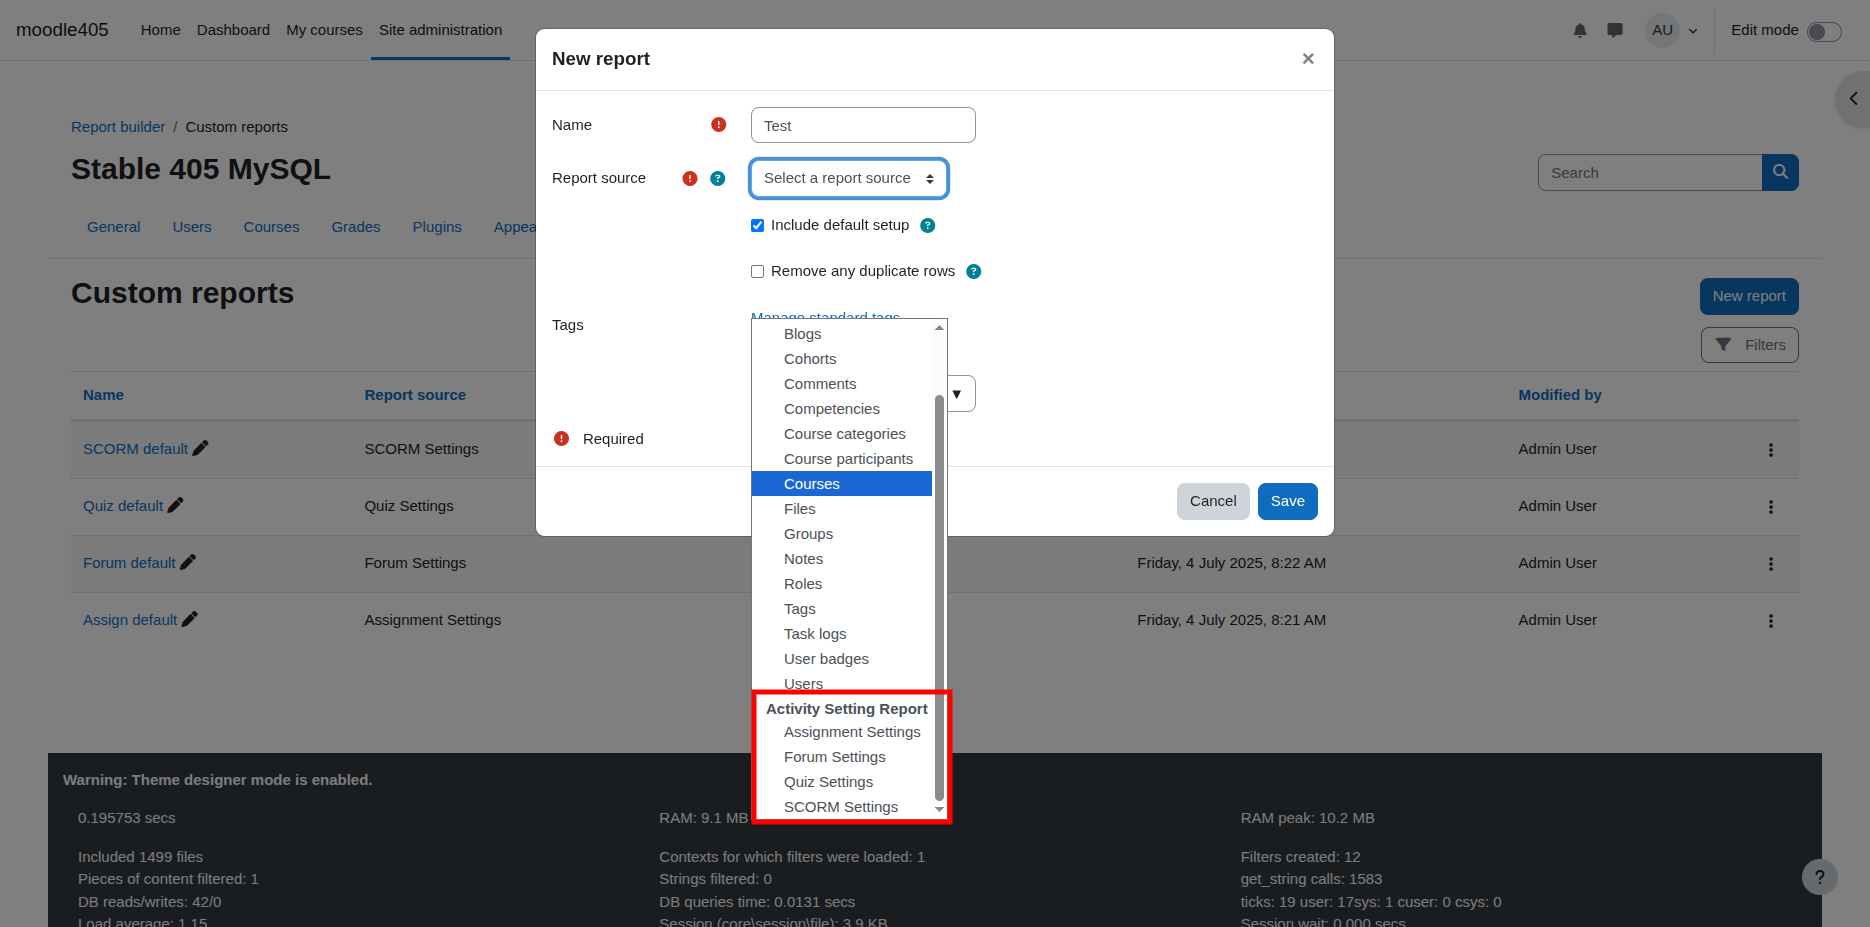 moodle405
Home Dashboard My courses Site administration
AU
Edit mode
Report builder / Custom reports
Stable 405 MySQL
Search
General Users Courses Grades Plugins Appea
Custom reports
New report
Filters
Name Report source Modified by
SCORM default SCORM Settings Admin User
Quiz default Quiz Settings Admin User
Forum default Forum Settings Friday, 4 July 2025, 8:22 AM Admin User
Assign default Assignment Settings Friday, 4 July 2025, 8:21 AM Admin User
New report
×
Name
Test
Report source
Select a report source
Include default setup
Remove any duplicate rows
Tags
Manage standard tags
Required
Cancel
Save
Blogs
Cohorts
Comments
Competencies
Course categories
Course participants
Courses
Files
Groups
Notes
Roles
Tags
Task logs
User badges
Users
Activity Setting Report
Assignment Settings
Forum Settings
Quiz Settings
SCORM Settings
Warning: Theme designer mode is enabled.
0.195753 secs RAM: 9.1 MB RAM peak: 10.2 MB
Included 1499 files Contexts for which filters were loaded: 1 Filters created: 12
Pieces of content filtered: 1 Strings filtered: 0 get_string calls: 1583
DB reads/writes: 42/0 DB queries time: 0.0131 secs ticks: 19 user: 17sys: 1 cuser: 0 csys: 0
Load average: 1.15 Session (core\session\file): 3.9 KB Session wait: 0.000 secs
?